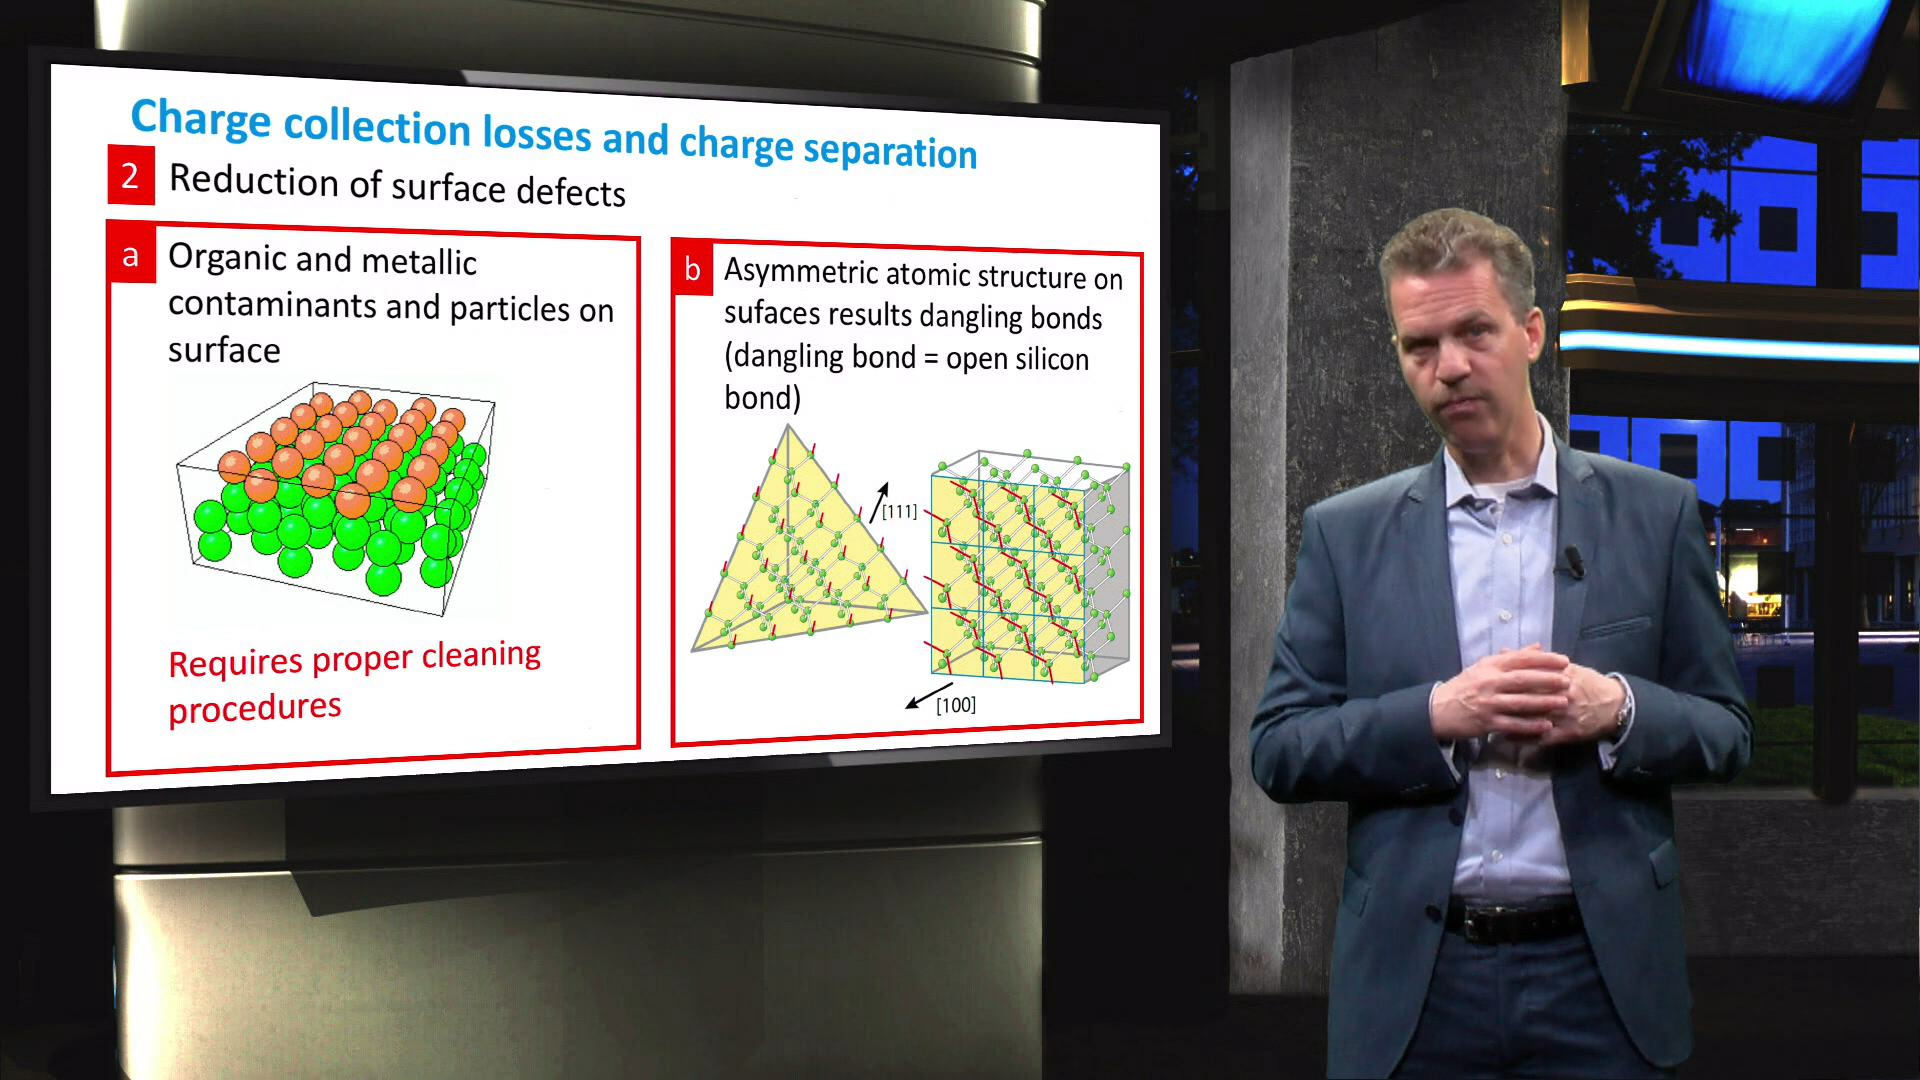 Charge collection losses and charge separation
2 Reduction of surface defects
a Organic and metallic
contaminants and particles on
surface
Requires proper cleaning
procedures
b Asymmetric atomic structure on
sufaces results dangling bonds
(dangling bond = open silicon
bond)
[111]
[100]